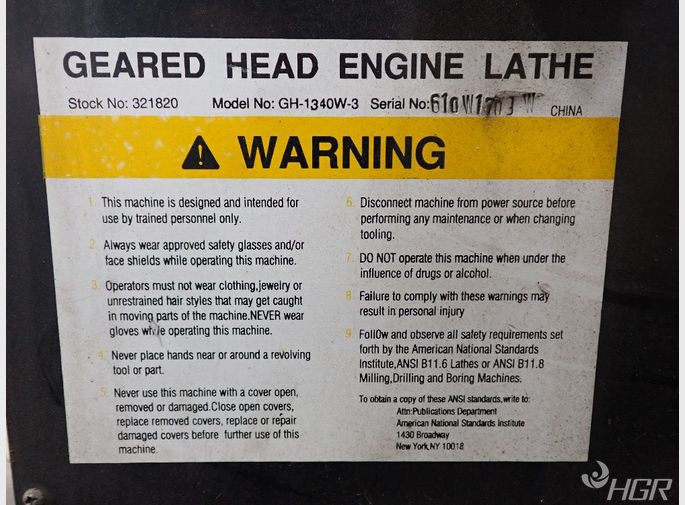 GEARED HEAD ENGINE LATHE
Stock No: 321820 Model No: GH-1340W-3 Serial No: 610W1703W CHINA
WARNING
1. This machine is designed and intended for
use by trained personnel only.
2. Always wear approved safety glasses and/or
face shields while operating this machine.
3. Operators must not wear clothing,jewelry or
unrestrained hair styles that may get caught
in moving parts of the machine.NEVER wear
gloves while operating this machine.
4. Never place hands near or around a revolving
tool or part.
5. Never use this machine with a cover open,
removed or damaged.Close open covers,
replace removed covers, replace or repair
damaged covers before further use of this
machine.
6. Disconnect machine from power source before
performing any maintenance or when changing
tooling.
7. DO NOT operate this machine when under the
influence of drugs or alcohol.
8. Failure to comply with these warnings may
result in personal injury
9. Foll0w and observe all safety requirements set
forth by the American National Standards
Institute,ANSI B11.6 Lathes or ANSI B11.8
Milling,Drilling and Boring Machines.
To obtain a copy of these ANSI standards,write to:
Attn:Publications Department
American National Standards Institute
1430 Broadway
New York,NY 10018
HGR